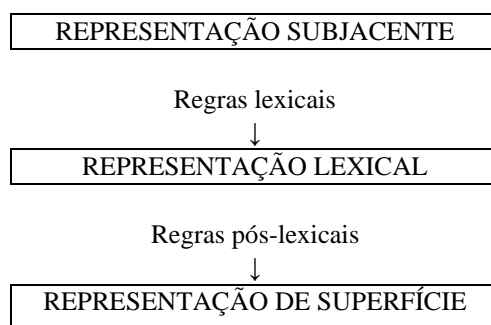 REPRESENTAÇÃO SUBJACENTE
Regras lexicais
↓
REPRESENTAÇÃO LEXICAL
Regras pós-lexicais
↓
REPRESENTAÇÃO DE SUPERFÍCIE